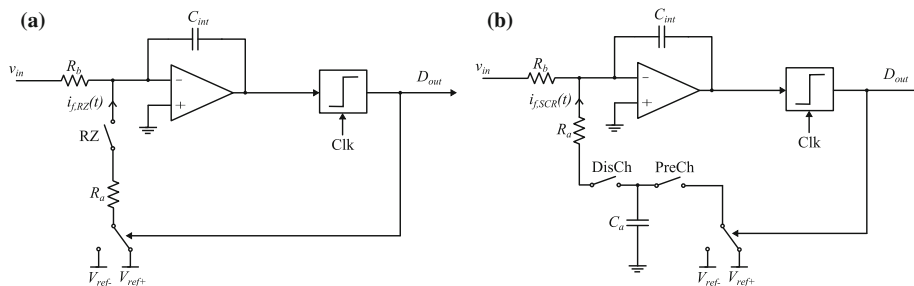 (a)
C_int
v_in
R_b
D_out
−
+
i_f,RZ(t)
RZ
Clk
R_a
V_ref-
V_ref+
(b)
C_int
v_in
R_b
D_out
−
+
i_f,SCR(t)
R_a
Clk
DisCh
PreCh
C_a
V_ref-
V_ref+